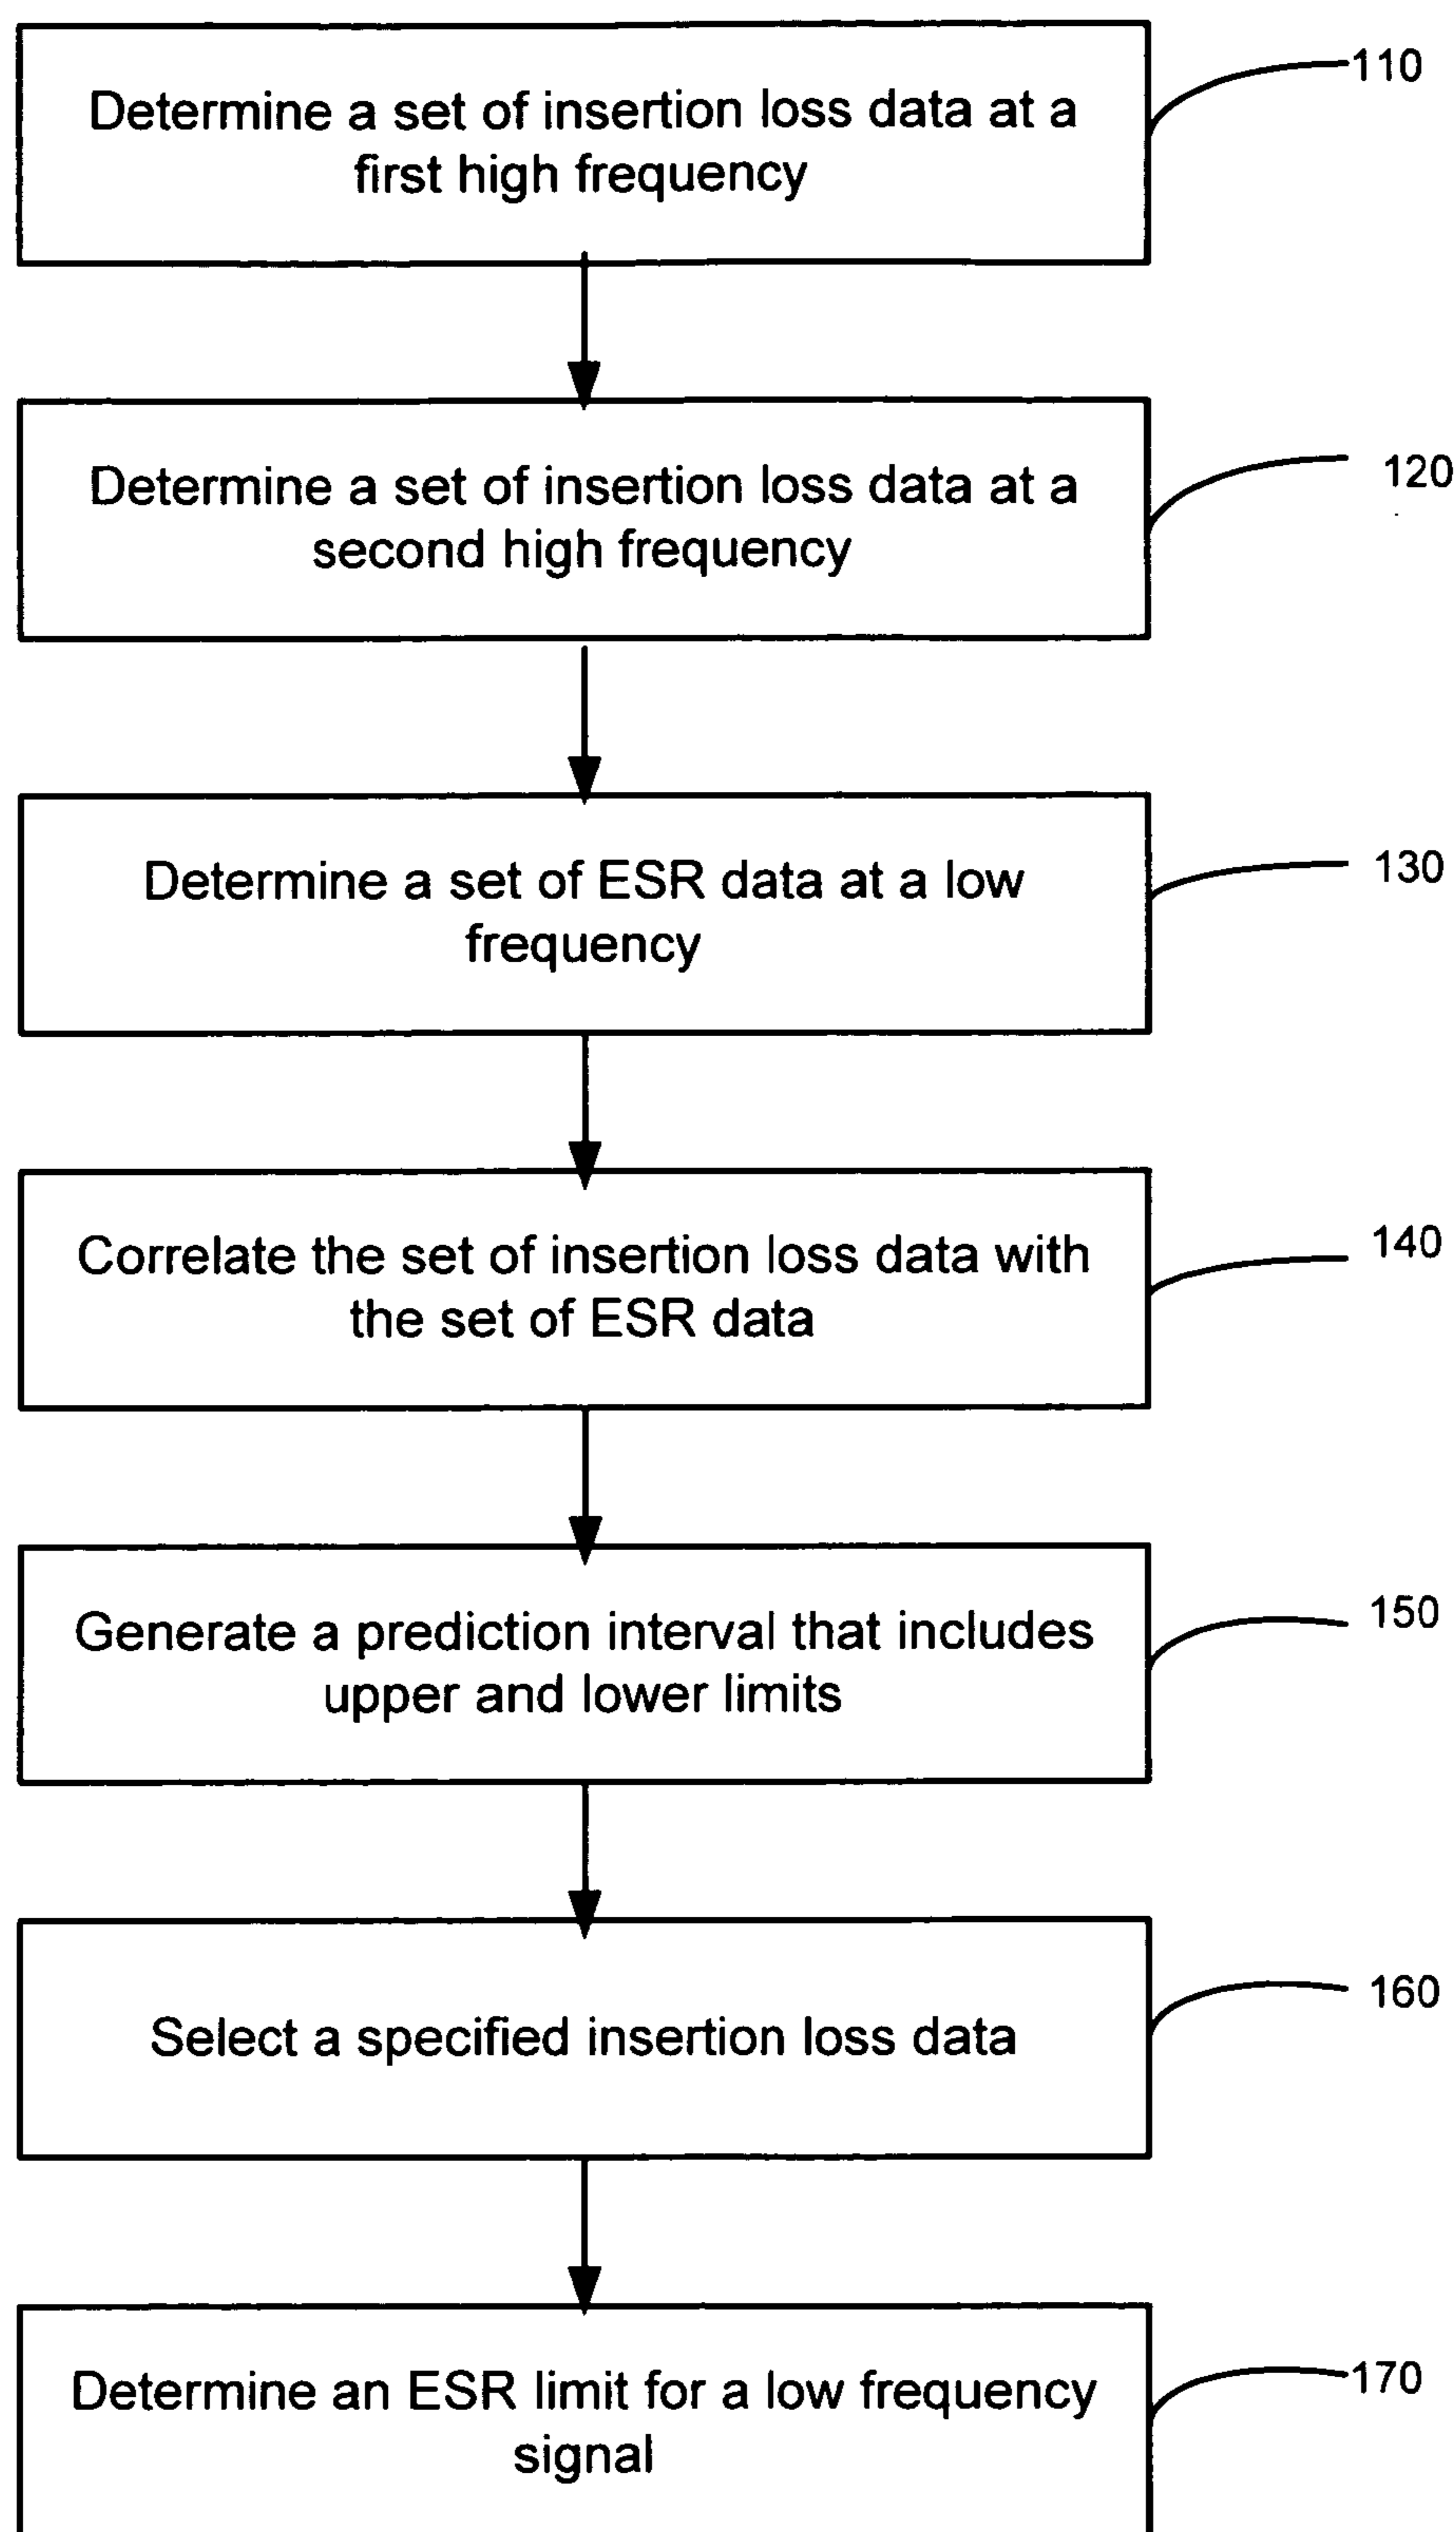 Determine a set of insertion loss data at a
first high frequency
110
Determine a set of insertion loss data at a
second high frequency
120
Determine a set of ESR data at a low
frequency
130
Correlate the set of insertion loss data with
the set of ESR data
140
Generate a prediction interval that includes
upper and lower limits
150
Select a specified insertion loss data
160
Determine an ESR limit for a low frequency
signal
170